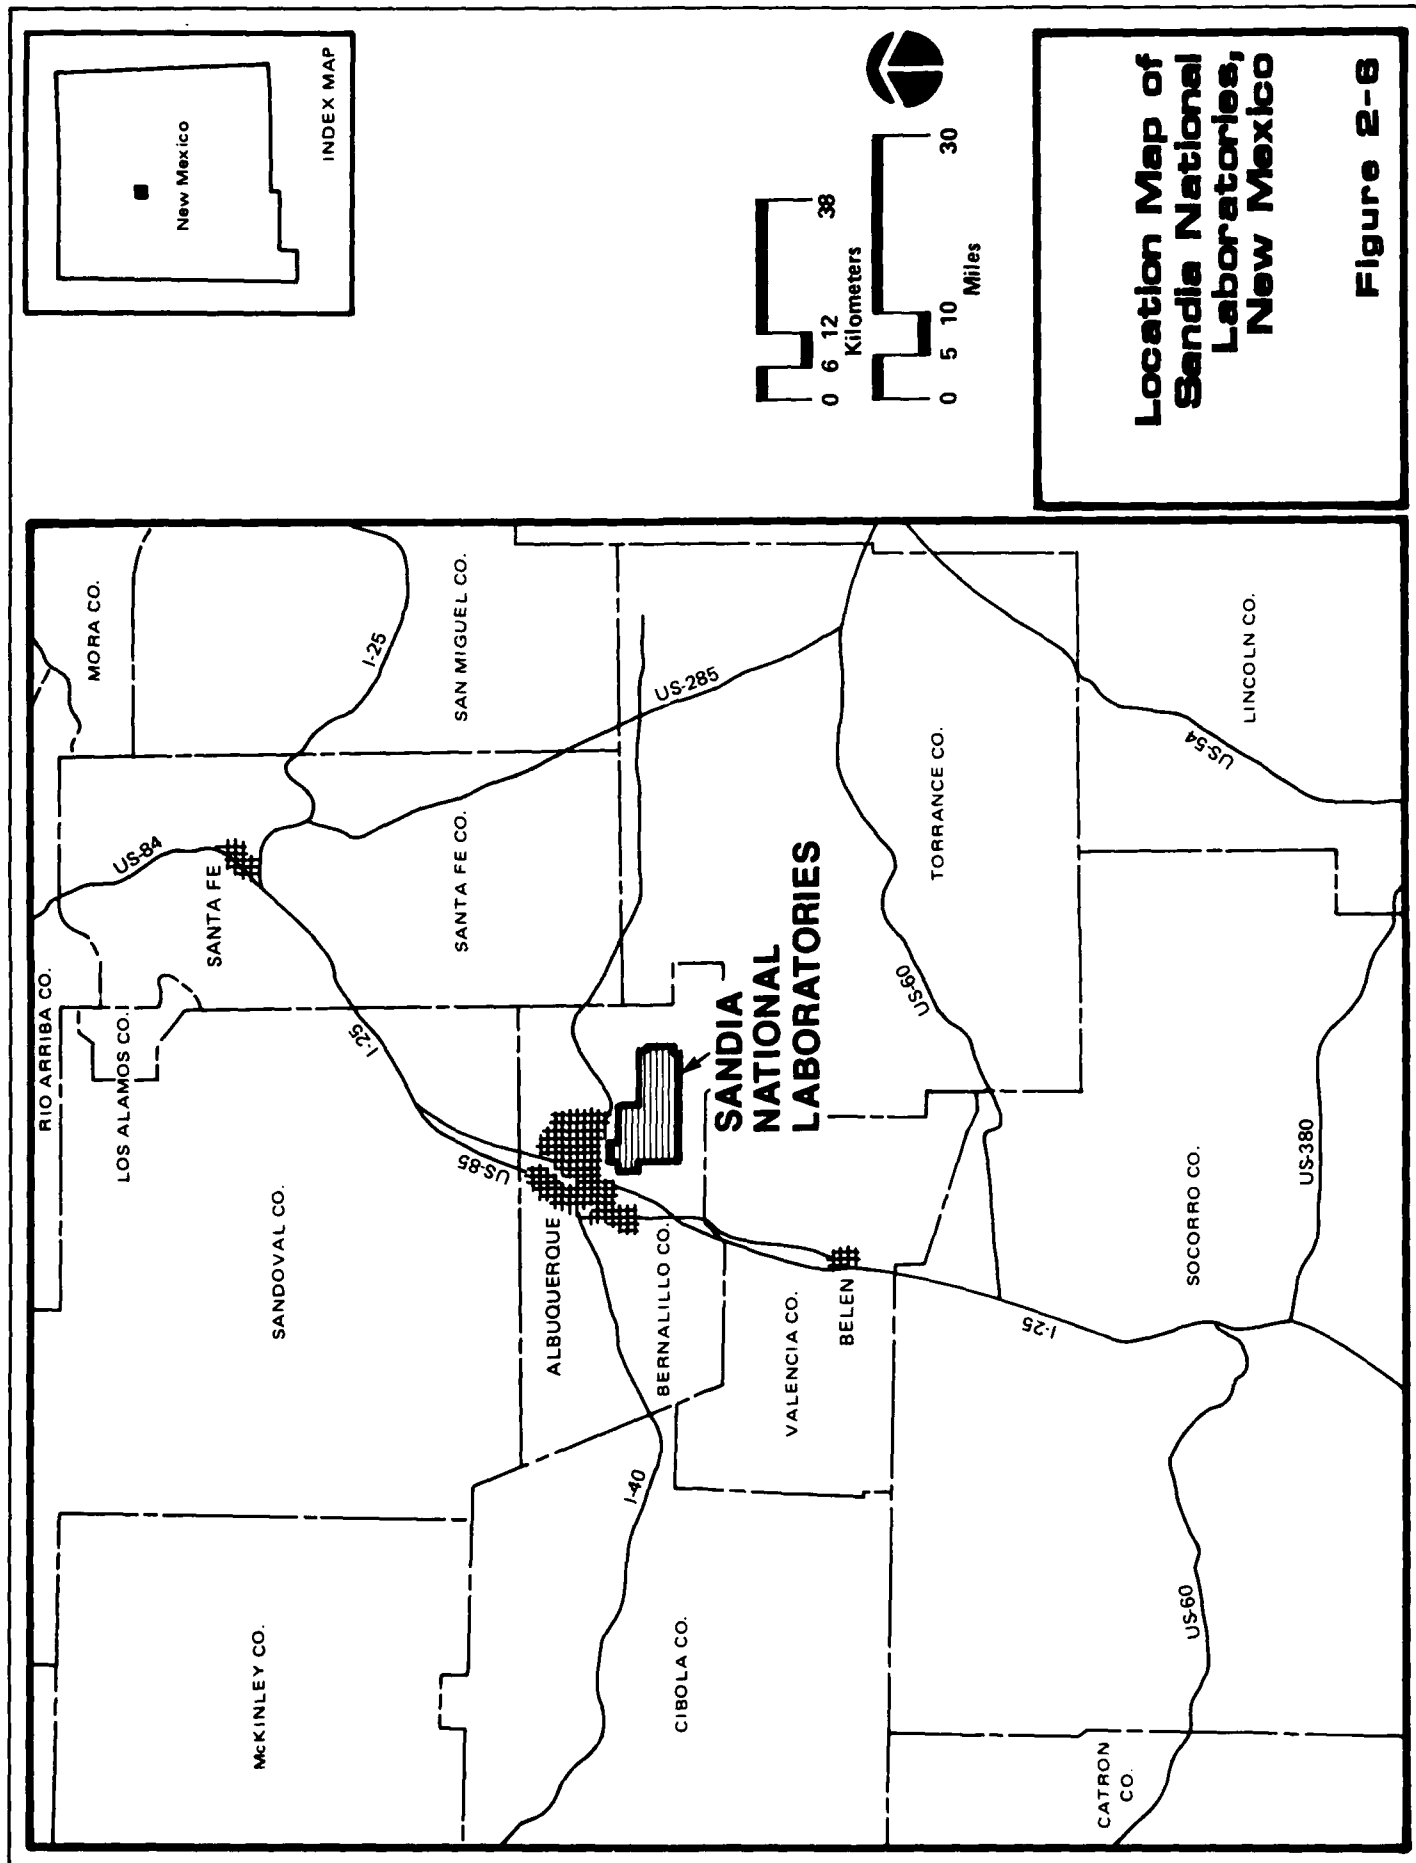 RIO ARRIBA CO.
MORA CO.
LOS ALAMOS CO.
US-84
SANTA FE
I-25
McKINLEY CO.
SANDOVAL CO.
I-25
SANTA FE CO.
SAN MIGUEL CO.
US-85
ALBUQUERQUE
I-40
BERNALILLO CO.
CIBOLA CO.
US-285
SANDIA
NATIONAL
LABORATORIES
VALENCIA CO.
BELEN
US-60
TORRANCE CO.
I-25
CATRON
CO.
US-60
SOCORRO CO.
US-54
US-380
LINCOLN CO.
New Mexico
INDEX MAP
0 6 12 38
Kilometers
0 5 10 30
Miles
Location Map of
Sandia National
Laboratories,
New Mexico
Figure 2-6